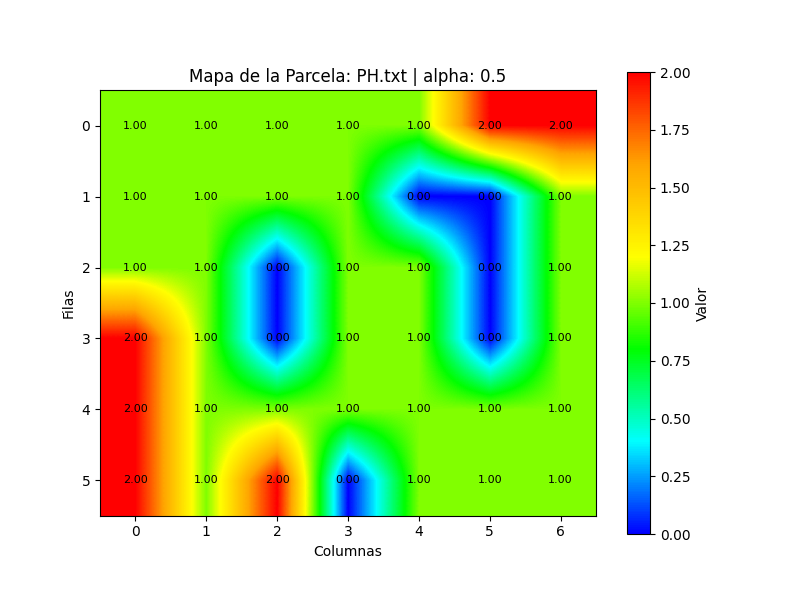 Mapa de la Parcela: PH.txt | alpha: 0.5
2.00
0 1.00 1.00 1.00 1.00 1.00 2.00 2.00
1.75
1 1.00 1.00 1.00 1.00 0.00 0.00 1.00
1.50
2 1.00 1.00 0.00 1.00 1.00 0.00 1.00
1.25
Filas
1.00
Valor
3 2.00 1.00 0.00 1.00 1.00 0.00 1.00
0.75
4 2.00 1.00 1.00 1.00 1.00 1.00 1.00
0.50
5 2.00 1.00 2.00 0.00 1.00 1.00 1.00
0.25
0.00
0 1 2 3 4 5 6
Columnas